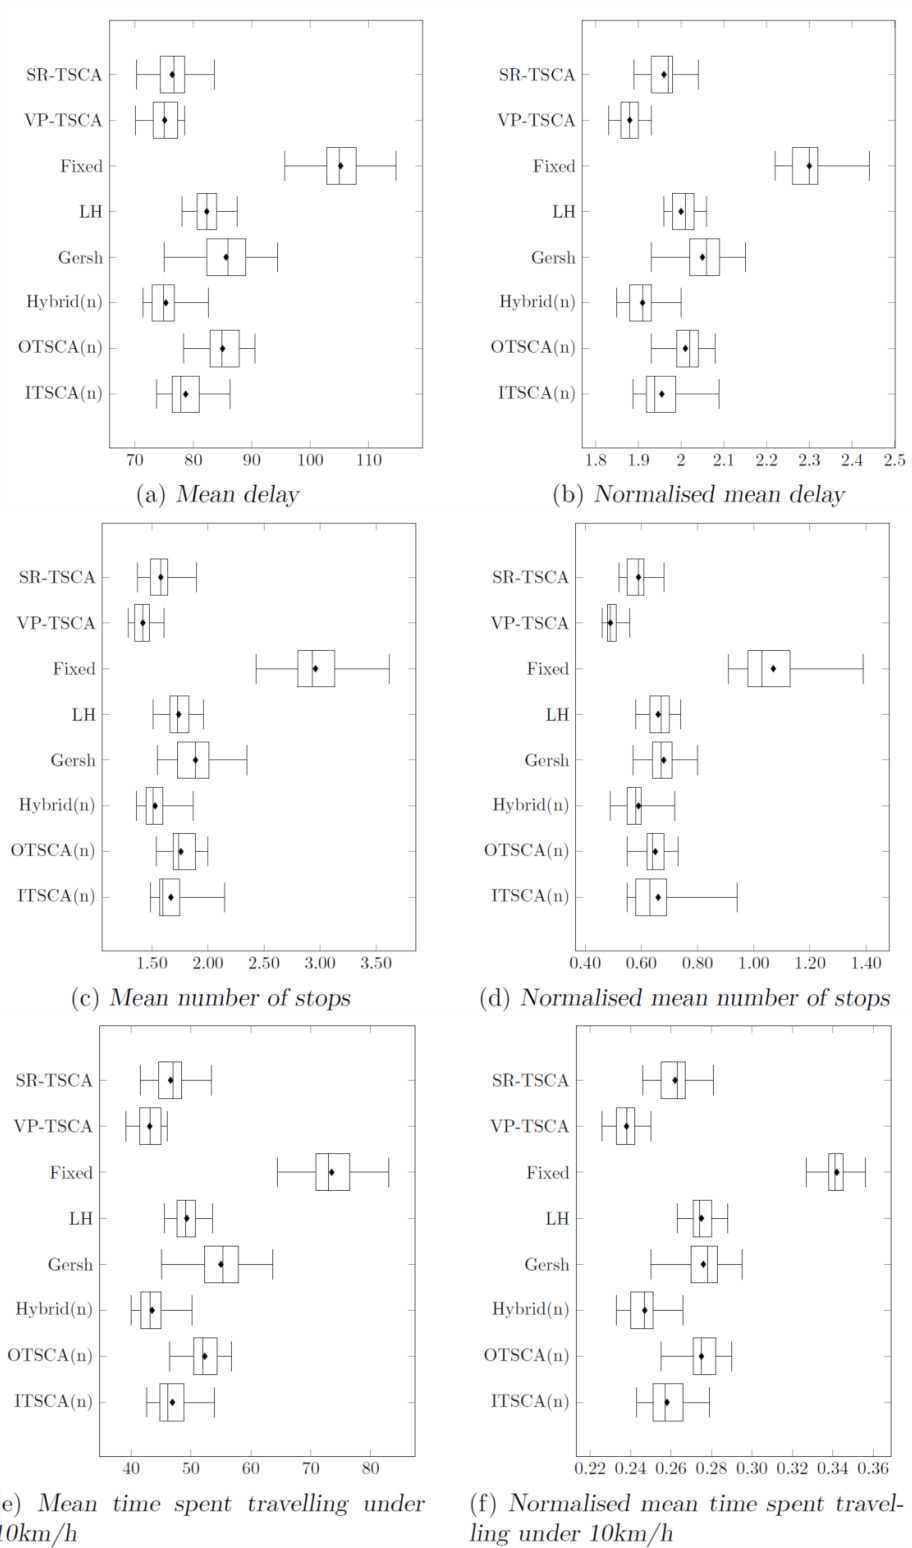 SR-TSCA
VP-TSCA
Fixed
LH
Gersh
Hybrid(n)
OTSCA(n)
ITSCA(n)
70 80 90 100 110
(a) Mean delay
SR-TSCA
VP-TSCA
Fixed
LH
Gersh
Hybrid(n)
OTSCA(n)
ITSCA(n)
1.8 1.9 2 2.1 2.2 2.3 2.4 2.5
(b) Normalised mean delay
SR-TSCA
VP-TSCA
Fixed
LH
Gersh
Hybrid(n)
OTSCA(n)
ITSCA(n)
1.50 2.00 2.50 3.00 3.50
(c) Mean number of stops
SR-TSCA
VP-TSCA
Fixed
LH
Gersh
Hybrid(n)
OTSCA(n)
ITSCA(n)
0.40 0.60 0.80 1.00 1.20 1.40
(d) Normalised mean number of stops
SR-TSCA
VP-TSCA
Fixed
LH
Gersh
Hybrid(n)
OTSCA(n)
ITSCA(n)
40 50 60 70 80
e) Mean time spent travelling under
10km/h
SR-TSCA
VP-TSCA
Fixed
LH
Gersh
Hybrid(n)
OTSCA(n)
ITSCA(n)
0.22 0.24 0.26 0.28 0.30 0.32 0.34 0.36
(f) Normalised mean time spent travel-
ling under 10km/h